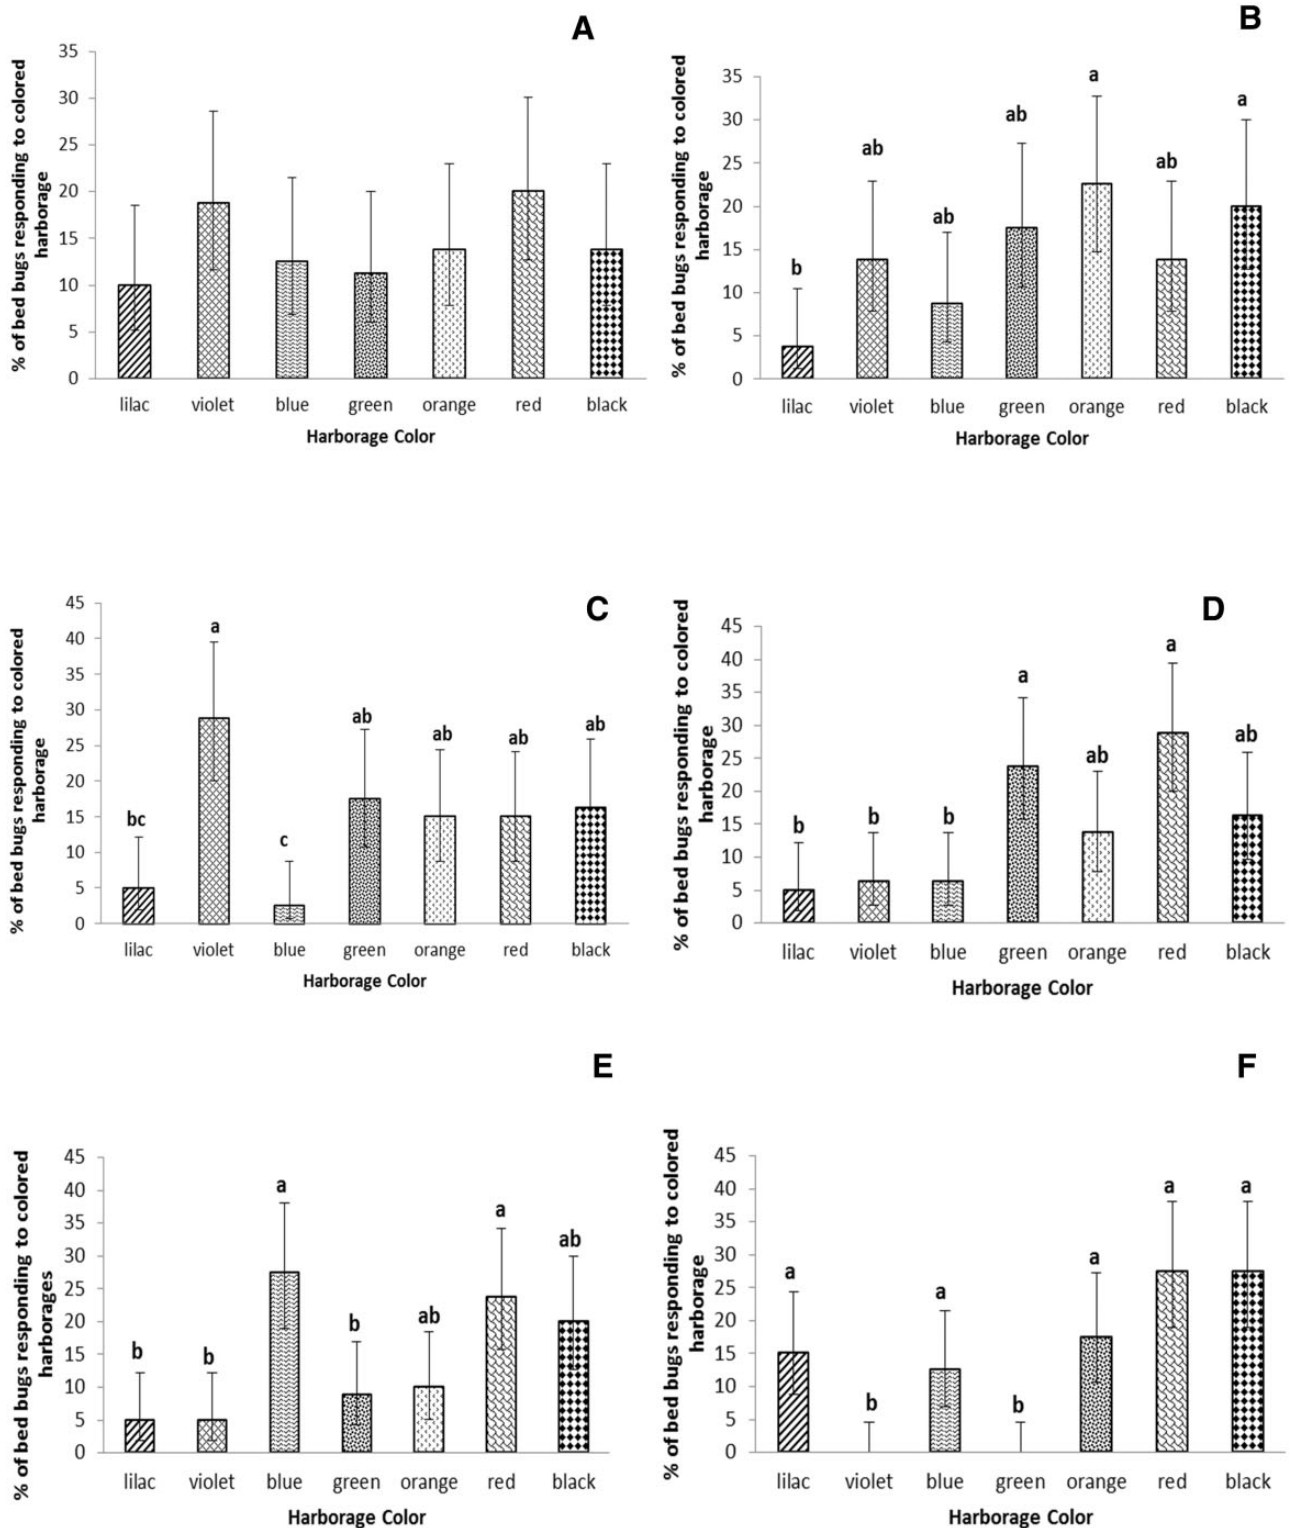 A
% of bed bugs responding to colored
harborage
35
30
25
20
15
10
5
0
lilac violet blue green orange red black
Harborage Color
B
% of bed bugs responding to colored
harborage
35
30
25
20
15
10
5
0
b ab ab ab a ab a
lilac violet blue green orange red black
Harborage Color
C
% of bed bugs responding to colored
harborage
45
40
35
30
25
20
15
10
5
0
bc a c ab ab ab ab
lilac violet blue green orange red black
Harborage Color
D
% of bed bugs responding to colored
harborage
45
40
35
30
25
20
15
10
5
0
b b b a ab a ab
lilac violet blue green orange red black
Harborage Color
E
% of bed bugs responding to colored
harborages
45
40
35
30
25
20
15
10
5
0
b b a b ab a ab
lilac violet blue green orange red black
Harborage Color
F
% of bed bugs responding to colored
harborage
45
40
35
30
25
20
15
10
5
0
a b a b a a a
lilac violet blue green orange red black
Harborage Color